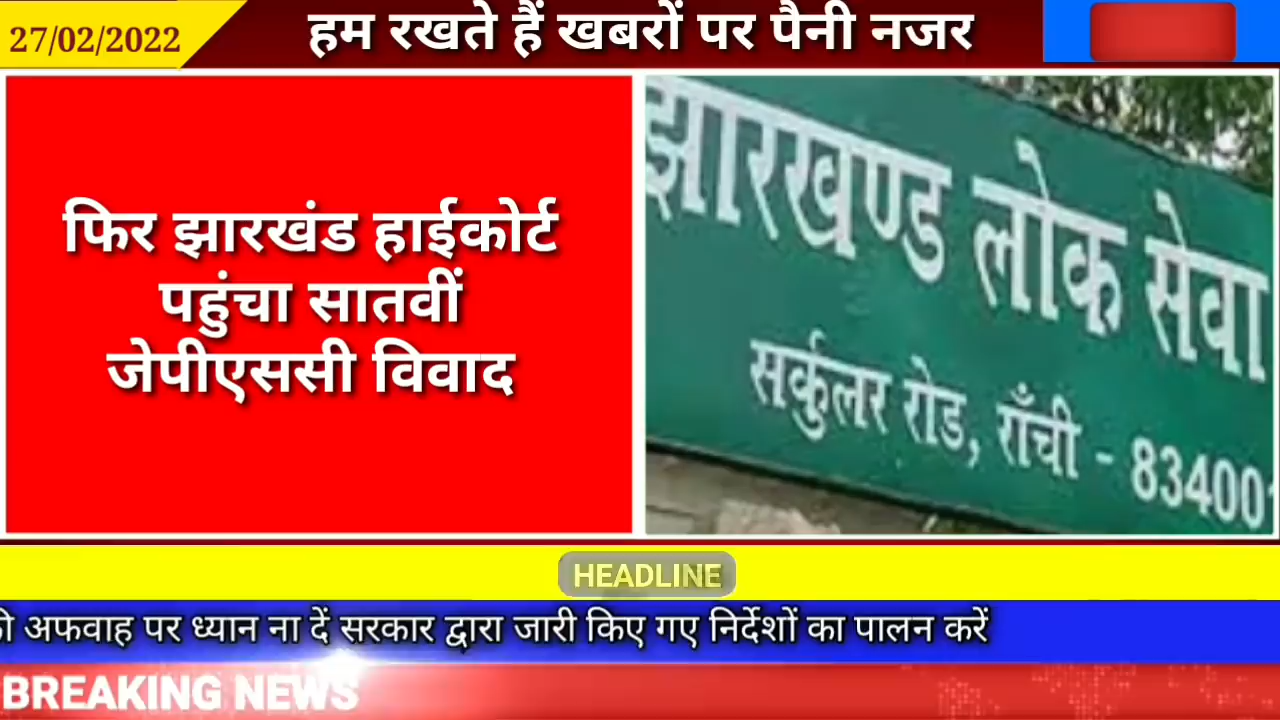 27/02/2022
हम रखते हैं खबरों पर पैनी नजर
फिर झारखंड हाईकोर्ट
पहुंचा सातवीं
जेपीएससी विवाद
झारखण्ड लोक सेवा
सर्कुलर रोड, राँची - 834001
HEADLINE
अफवाह पर ध्यान ना दें सरकार द्वारा जारी किए गए निर्देशों का पालन करें
BREAKING NEWS